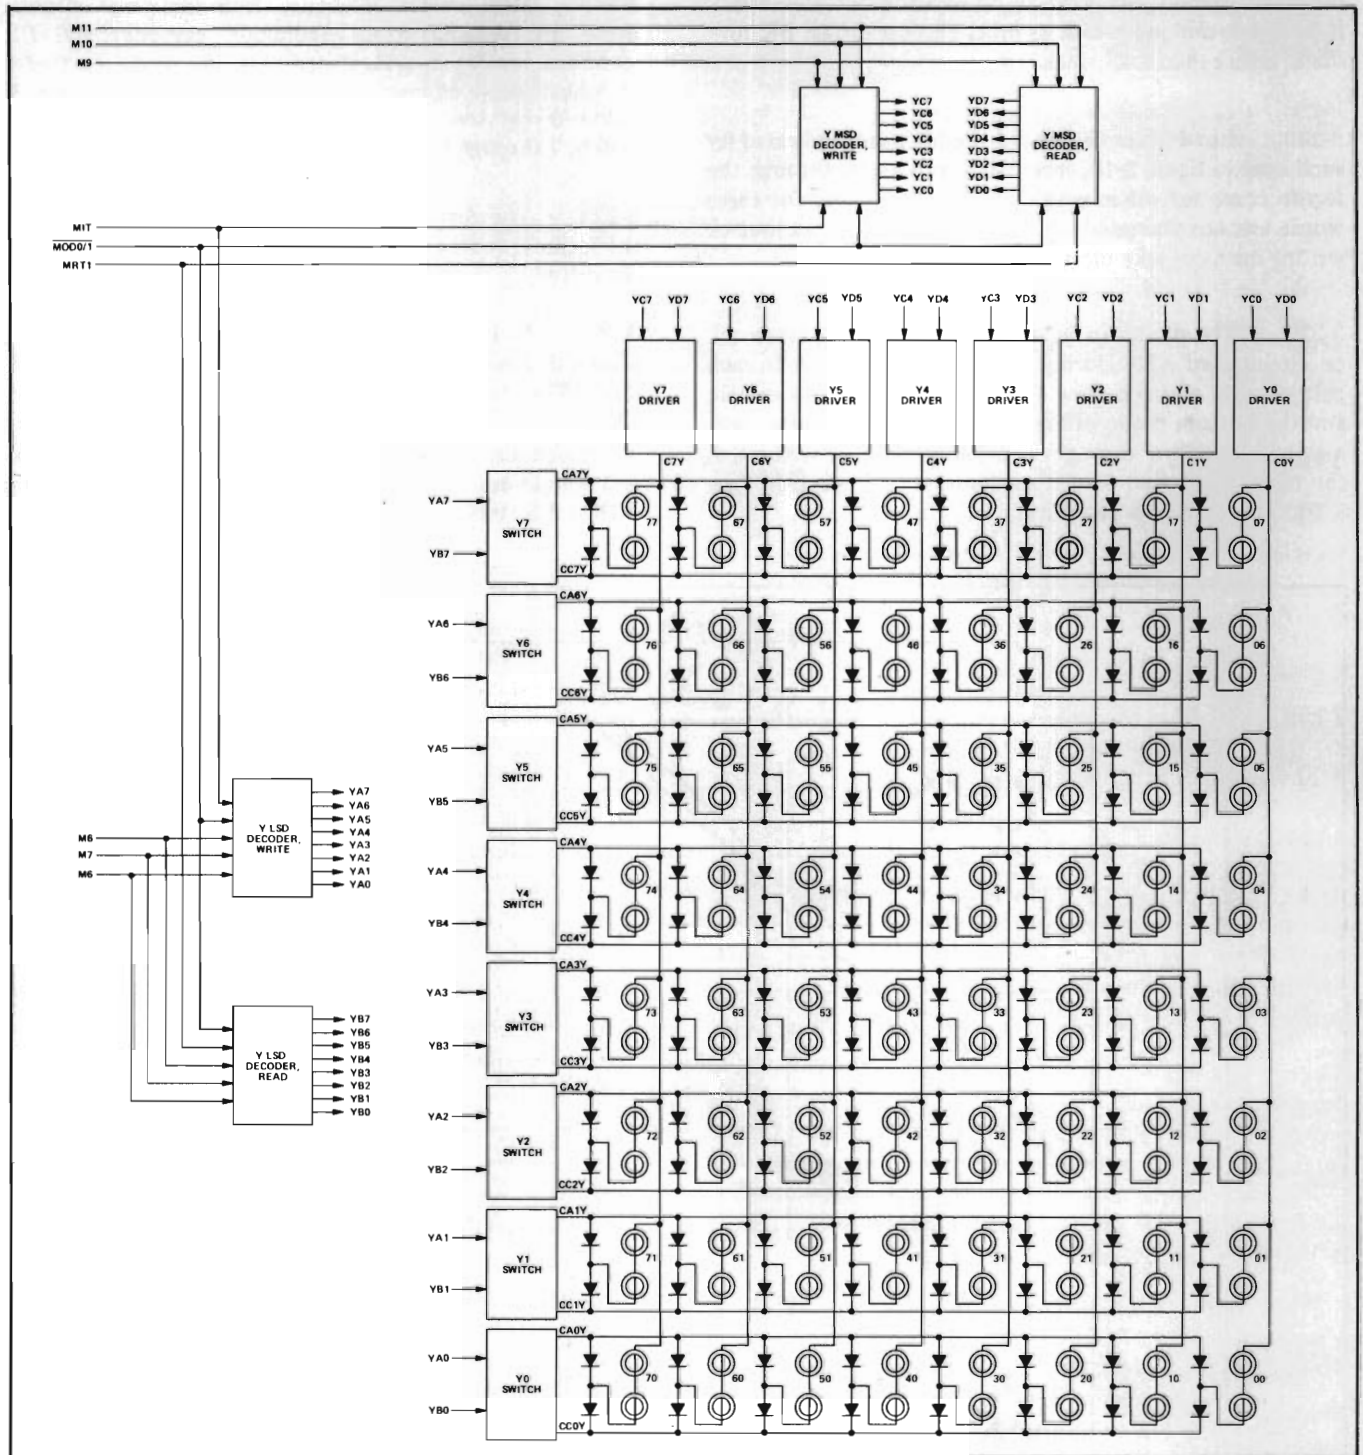 M11
M10
M9
Y MSD
DECODER,
WRITE
YC7
YC6
YC5
YC4
YC3
YC2
YC1
YC0
YD7
YD6
YD5
YD4
YD3
YD2
YD1
YD0
Y MSD
DECODER,
READ
MIT
MOD0/1
MRT1
YC7 YD7 YC6 YD6 YC5 YD5 YC4 YD4 YC3 YD3 YC2 YD2 YC1 YD1 YC0 YD0
Y7
DRIVER
Y6
DRIVER
Y5
DRIVER
Y4
DRIVER
Y3
DRIVER
Y2
DRIVER
Y1
DRIVER
Y0
DRIVER
C7Y C6Y C5Y C4Y C3Y C2Y C1Y C0Y
YA7
YB7
Y7
SWITCH
CA7Y
77 67 57 47 37 27 17 07
CC7Y
YA6
YB6
Y6
SWITCH
CA6Y
76 66 56 46 36 26 16 06
CC6Y
YA5
YB5
Y5
SWITCH
CA5Y
75 65 55 45 35 25 15 05
CC5Y
M6
M7
M6
Y LSD
DECODER,
WRITE
YA7
YA6
YA5
YA4
YA3
YA2
YA1
YA0
YA4
YB4
Y4
SWITCH
CA4Y
74 64 54 44 34 24 14 04
CC4Y
YA3
YB3
Y3
SWITCH
CA3Y
73 63 53 43 33 23 13 03
CC3Y
Y LSD
DECODER,
READ
YB7
YB6
YB5
YB4
YB3
YB2
YB1
YB0
YA2
YB2
Y2
SWITCH
CA2Y
72 62 52 42 32 22 12 02
CC2Y
YA1
YB1
Y1
SWITCH
CA1Y
71 61 51 41 31 21 11 01
CC1Y
YA0
YB0
Y0
SWITCH
CA0Y
70 60 50 40 30 20 10 00
CC0Y